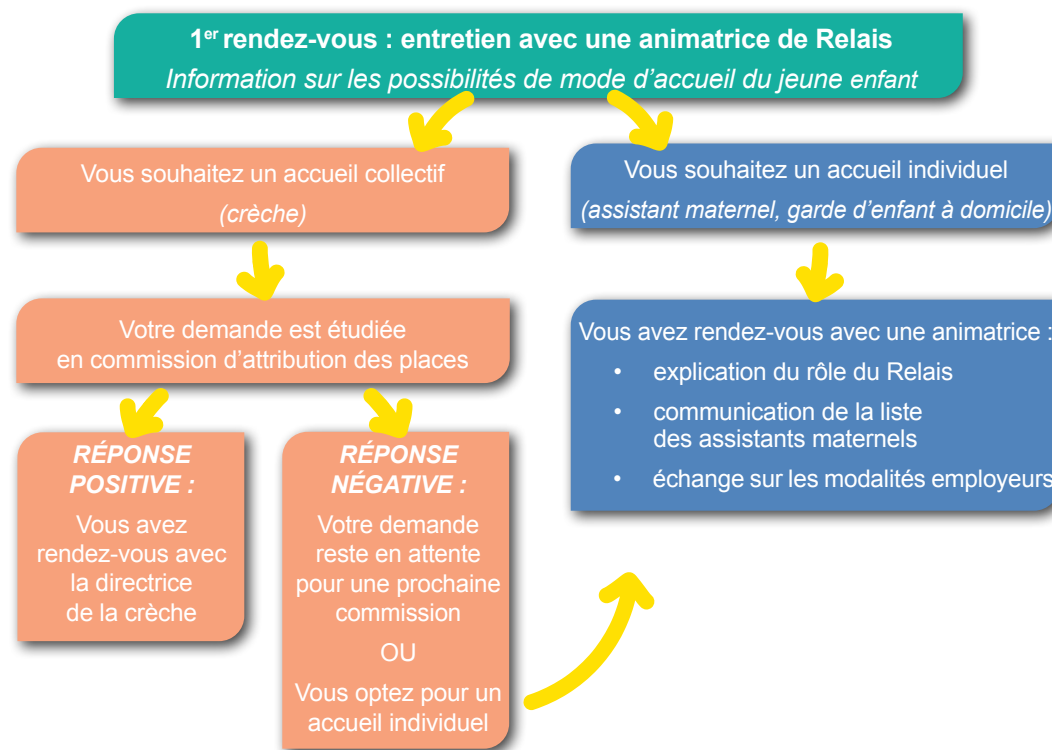 1er rendez-vous : entretien avec une animatrice de Relais
Information sur les possibilités de mode d'accueil du jeune enfant
Vous souhaitez un accueil collectif
(crèche)
Vous souhaitez un accueil individuel
(assistant maternel, garde d'enfant à domicile)
Votre demande est étudiée
en commission d'attribution des places
Vous avez rendez-vous avec une animatrice :
• explication du rôle du Relais
• communication de la liste
des assistants maternels
• échange sur les modalités employeurs
RÉPONSE
POSITIVE :
Vous avez
rendez-vous avec
la directrice
de la crèche
RÉPONSE
NÉGATIVE :
Votre demande
reste en attente
pour une prochaine
commission
OU
Vous optez pour un
accueil individuel